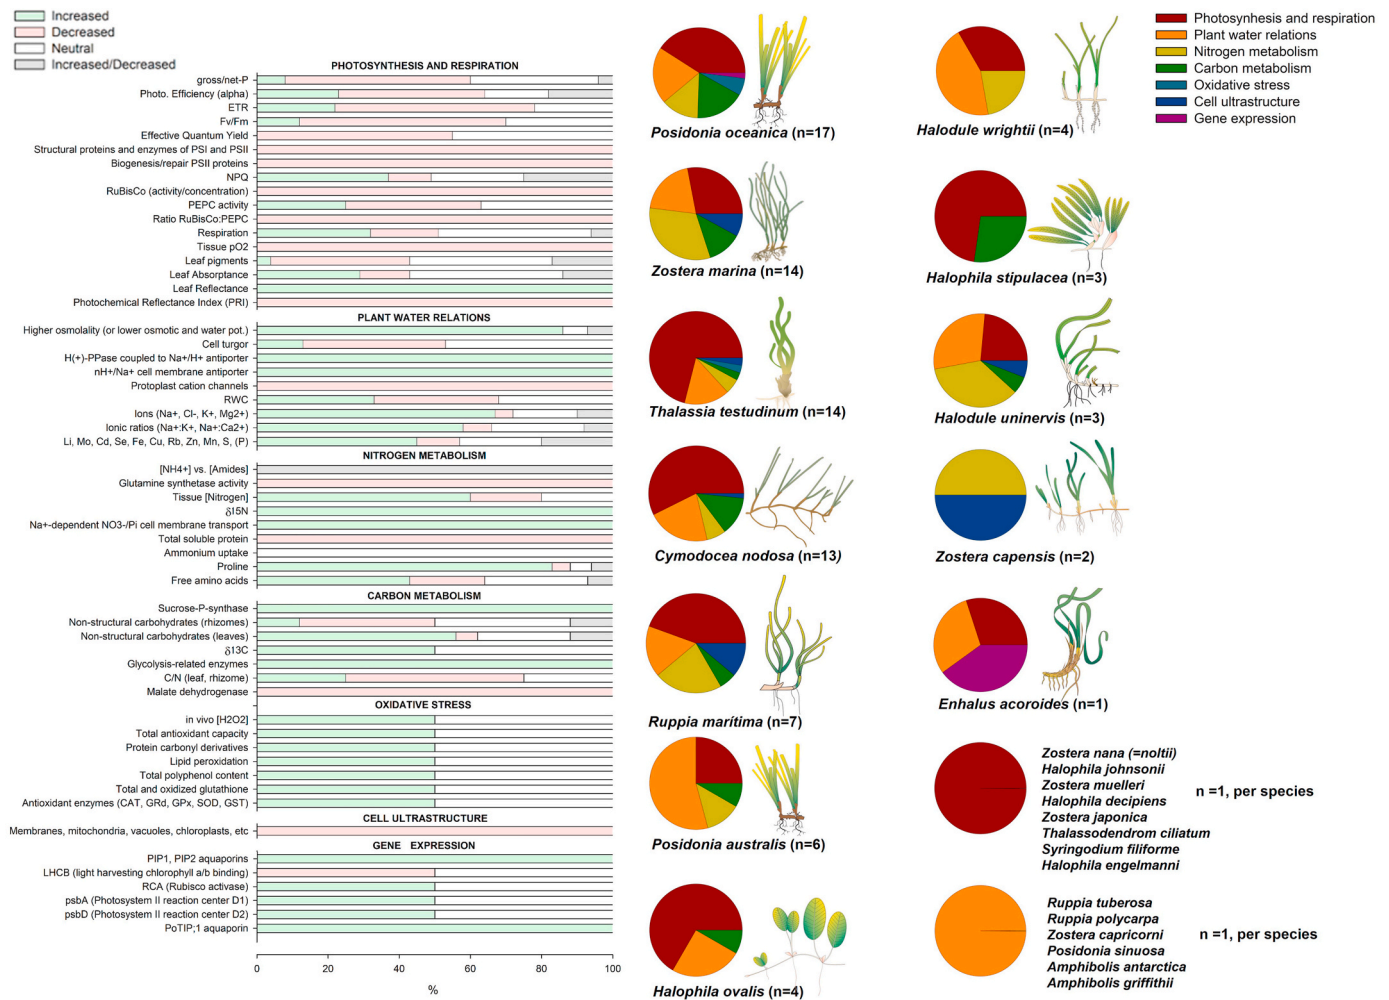 Increased
Decreased
Neutral
Increased/Decreased
PHOTOSYNTHESIS AND RESPIRATION
gross/net-P
Photo. Efficiency (alpha)
ETR
Fv/Fm
Effective Quantum Yield
Structural proteins and enzymes of PSI and PSII
Biogenesis/repair PSII proteins
NPQ
RuBisCo (activity/concentration)
PEPC activity
Ratio RuBisCo:PEPC
Respiration
Tissue pO2
Leaf pigments
Leaf Absorptance
Leaf Reflectance
Photochemical Reflectance Index (PRI)
PLANT WATER RELATIONS
Higher osmolality (or lower osmotic and water pot.)
Cell turgor
H(+)-PPase coupled to Na+/H+ antiporter
nH+/Na+ cell membrane antiporter
Protoplast cation channels
RWC
Ions (Na+, Cl-, K+, Mg2+)
Ionic ratios (Na+:K+, Na+:Ca2+)
Li, Mo, Cd, Se, Fe, Cu, Rb, Zn, Mn, S, (P)
NITROGEN METABOLISM
[NH4+] vs. [Amides]
Glutamine synthetase activity
Tissue [Nitrogen]
δ15N
Na+-dependent NO3-/Pi cell membrane transport
Total soluble protein
Ammonium uptake
Proline
Free amino acids
CARBON METABOLISM
Sucrose-P-synthase
Non-structural carbohydrates (rhizomes)
Non-structural carbohydrates (leaves)
δ13C
Glycolysis-related enzymes
C/N (leaf, rhizome)
Malate dehydrogenase
OXIDATIVE STRESS
in vivo [H2O2]
Total antioxidant capacity
Protein carbonyl derivatives
Lipid peroxidation
Total polyphenol content
Total and oxidized glutathione
Antioxidant enzymes (CAT, GRd, GPx, SOD, GST)
CELL ULTRASTRUCTURE
Membranes, mitochondria, vacuoles, chloroplasts, etc
GENE EXPRESSION
PIP1, PIP2 aquaporins
LHCB (light harvesting chlorophyll a/b binding)
RCA (Rubisco activase)
psbA (Photosystem II reaction center D1)
psbD (Photosystem II reaction center D2)
PoTIP;1 aquaporin
0 20 40 60 80 100
%
Posidonia oceanica (n=17)
Zostera marina (n=14)
Thalassia testudinum (n=14)
Cymodocea nodosa (n=13)
Ruppia marítima (n=7)
Posidonia australis (n=6)
Halophila ovalis (n=4)
Halodule wrightii (n=4)
Halophila stipulacea (n=3)
Halodule uninervis (n=3)
Zostera capensis (n=2)
Enhalus acoroides (n=1)
Zostera nana (=noltii)
Halophila johnsonii
Zostera muelleri
Halophila decipiens
Zostera japonica
Thalassodendrom ciliatum
Syringodium filiforme
Halophila engelmanni
n =1, per species
Ruppia tuberosa
Ruppia polycarpa
Zostera capricorni
Posidonia sinuosa
Amphibolis antarctica
Amphibolis griffithii
n =1, per species
Photosynhesis and respiration
Plant water relations
Nitrogen metabolism
Carbon metabolism
Oxidative stress
Cell ultrastructure
Gene expression